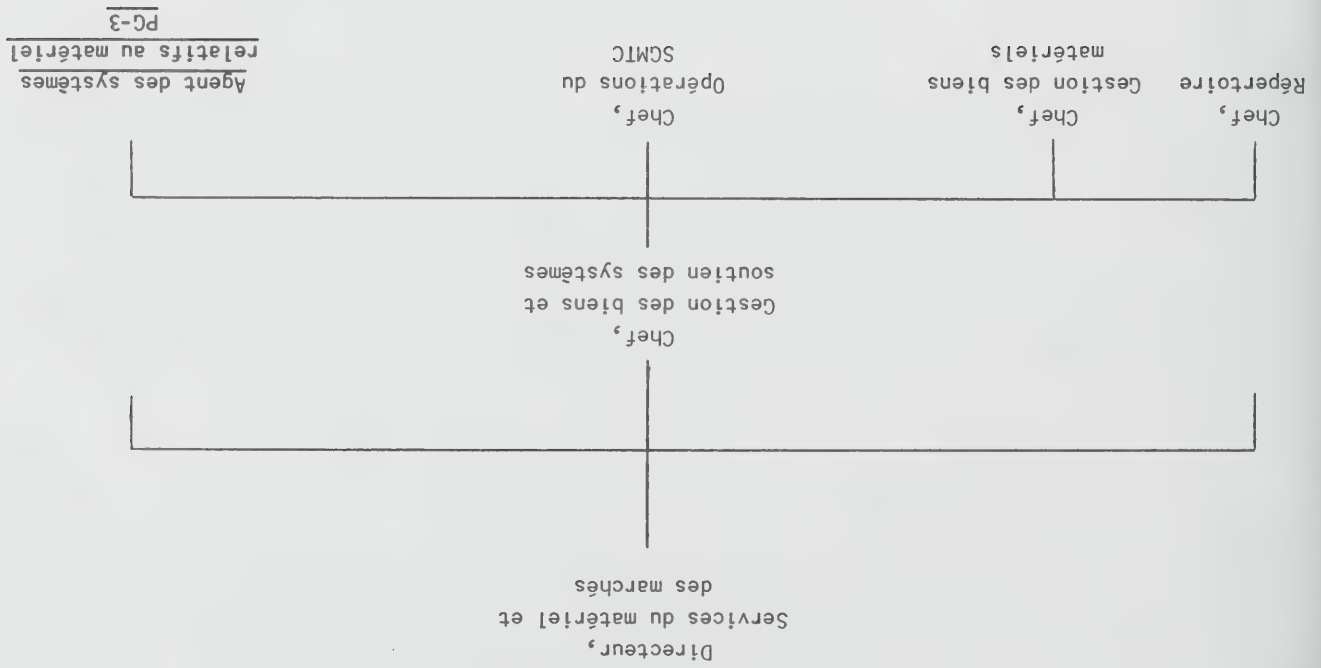 Directeur,
Services du matériel et
des marchés
Chef,
Gestion des biens et
soutien des systèmes
Chef,
Répertoire
Chef,
Gestion des biens
matériels
Chef,
Opérations du
SGMTC
Agent des systèmes
relatifs au matériel
PG-3